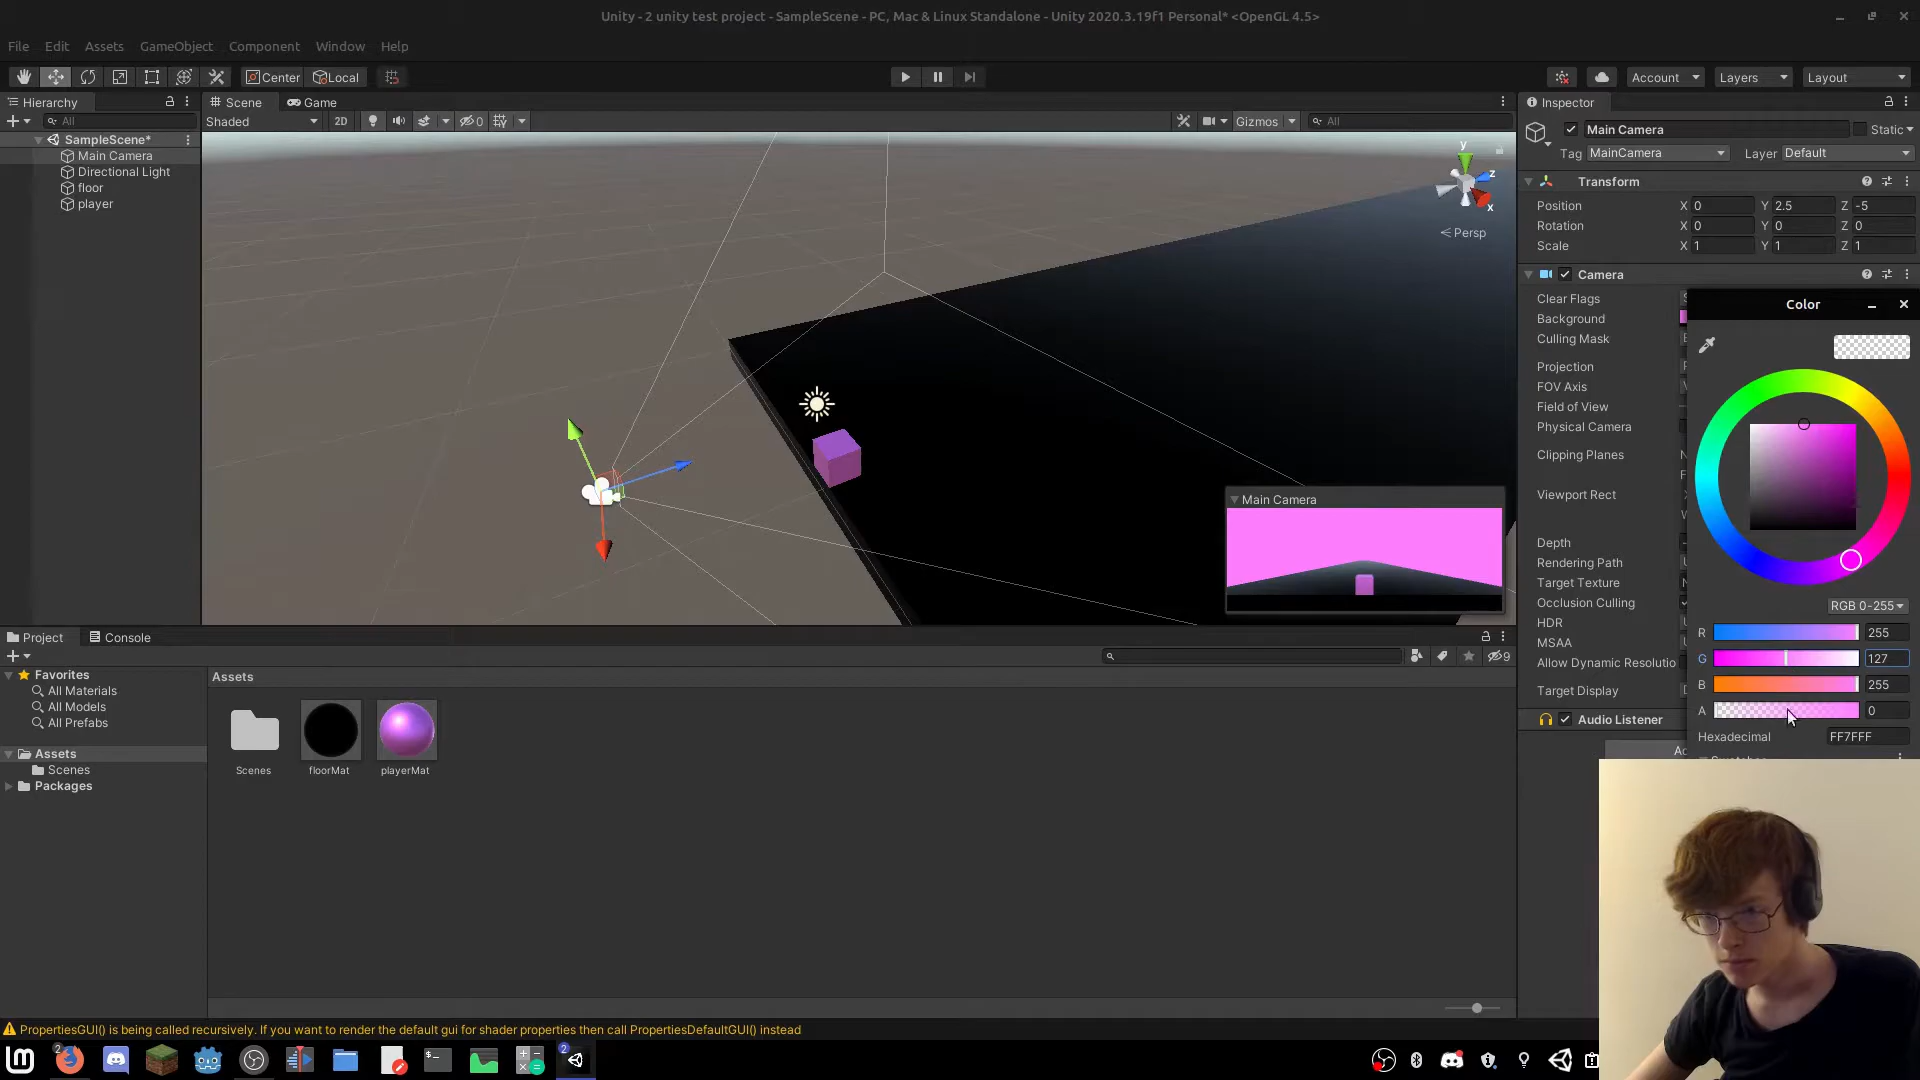 Unity - 2 unity test project - SampleScene - PC, Mac & Linux Standalone - Unity 2020.3.19f1 Personal* <OpenGL 4.5>
File Edit Assets GameObject Component Window Help
Center Local Account Layers Layout
Hierarchy
All
SampleScene*
Main Camera
Directional Light
floor
player
Scene Game
Shaded 2D 0 Gizmos All
y
z
x
Persp
Main Camera
Inspector
Main Camera Static
Tag MainCamera Layer Default
Transform
Position X 0 Y 2.5 Z -5
Rotation X 0 Y 0 Z 0
Scale X 1 Y 1 Z 1
Camera
Clear Flags
Background
Culling Mask
Projection
FOV Axis
Field of View
Physical Camera
Clipping Planes
Viewport Rect
Depth
Rendering Path
Target Texture
Occlusion Culling
HDR
MSAA
Allow Dynamic Resolutio
Target Display
Audio Listener
Color
RGB 0-255
R 255
G 127
B 255
A 0
Hexadecimal FF7FFF
Project Console
9
Favorites
All Materials
All Models
All Prefabs
Assets
Scenes
Packages
Assets
Scenes floorMat playerMat
PropertiesGUI() is being called recursively. If you want to render the default gui for shader properties then call PropertiesDefaultGUI() instead
2
2